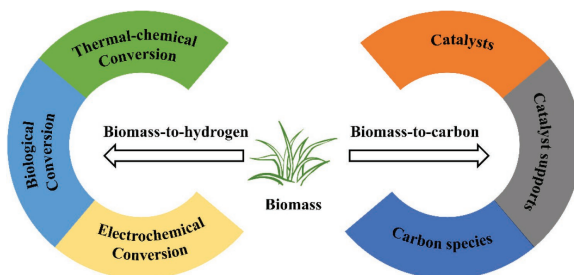 Thermal-chemical
Conversion
Biological
Conversion
Electrochemical
Conversion
Biomass-to-hydrogen
Biomass
Biomass-to-carbon
Catalysts
Catalyst supports
Carbon species